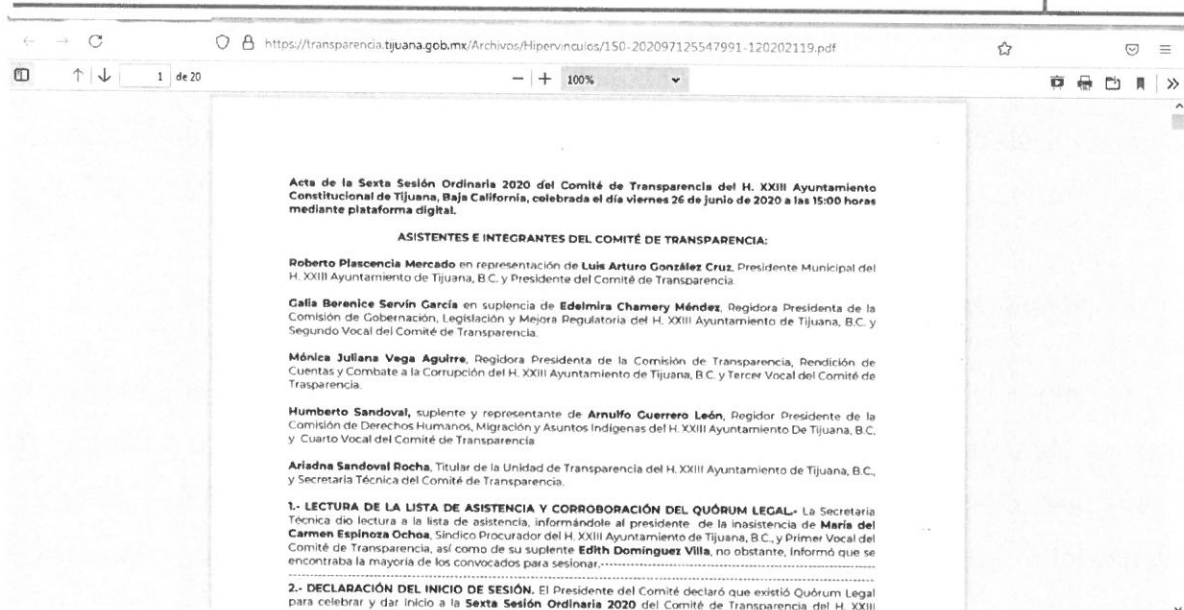 https://transparencia.tijuana.gob.mx/Archivos/Hipervinculos/150-202097125547991-120202119.pdf
1 de 20
100%
Acta de la Sexta Sesión Ordinaria 2020 del Comité de Transparencia del H. XXIII Ayuntamiento
Constitucional de Tijuana, Baja California, celebrada el día viernes 26 de junio de 2020 a las 15:00 horas
mediante plataforma digital.
ASISTENTES E INTEGRANTES DEL COMITÉ DE TRANSPARENCIA:
Roberto Plascencia Mercado en representación de Luis Arturo González Cruz, Presidente Municipal del
H. XXIII Ayuntamiento de Tijuana, B.C. y Presidente del Comité de Transparencia.
Galia Berenice Servín García en suplencia de Edelmira Chamery Méndez, Regidora Presidenta de la
Comisión de Gobernación, Legislación y Mejora Regulatoria del H. XXIII Ayuntamiento de Tijuana, B.C. y
Segundo Vocal del Comité de Transparencia.
Mónica Juliana Vega Aguirre, Regidora Presidenta de la Comisión de Transparencia, Rendición de
Cuentas y Combate a la Corrupción del H. XXIII Ayuntamiento de Tijuana, B.C. y Tercer Vocal del Comité de
Trasparencia.
Humberto Sandoval, suplente y representante de Arnulfo Guerrero León, Regidor Presidente de la
Comisión de Derechos Humanos, Migración y Asuntos Indígenas del H. XXIII Ayuntamiento De Tijuana, B.C.
y Cuarto Vocal del Comité de Transparencia
Ariadna Sandoval Rocha, Titular de la Unidad de Transparencia del H. XXIII Ayuntamiento de Tijuana, B.C.,
y Secretaria Técnica del Comité de Transparencia.
1.- LECTURA DE LA LISTA DE ASISTENCIA Y CORROBORACIÓN DEL QUÓRUM LEGAL.- La Secretaria
Técnica dio lectura a la lista de asistencia, informándole al presidente de la inasistencia de María del
Carmen Espinoza Ochoa, Síndico Procurador del H. XXIII Ayuntamiento de Tijuana, B.C., y Primer Vocal del
Comité de Transparencia, así como de su suplente Edith Domínguez Villa, no obstante, informó que se
encontraba la mayoría de los convocados para sesionar.
2.- DECLARACIÓN DEL INICIO DE SESIÓN. El Presidente del Comité declaró que existió Quórum Legal
para celebrar y dar inicio a la Sexta Sesión Ordinaria 2020 del Comité de Transparencia del H. XXIII